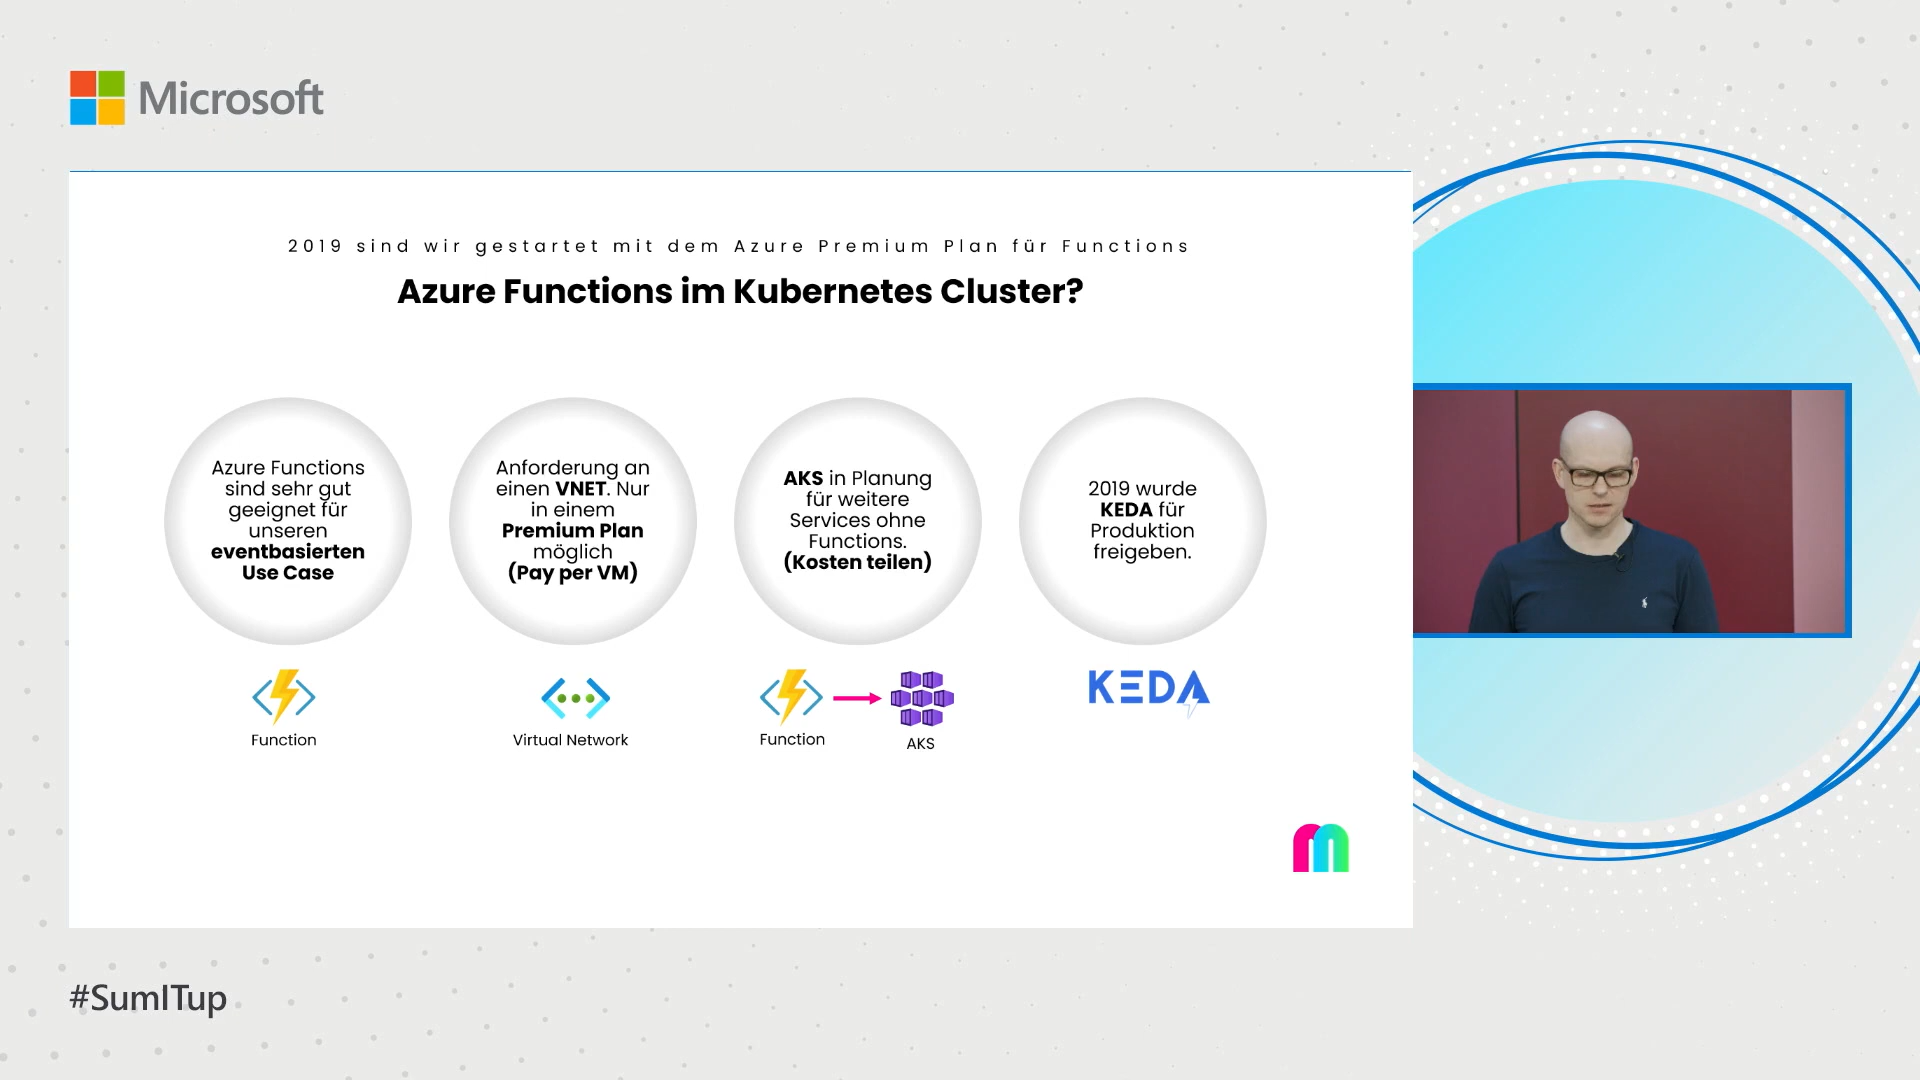 Microsoft
2019 sind wir gestartet mit dem Azure Premium Plan für Functions
Azure Functions im Kubernetes Cluster?
Azure Functions
sind sehr gut
geeignet für
unseren
eventbasierten
Use Case
Function
Anforderung an
einen VNET. Nur
in einem
Premium Plan
möglich
(Pay per VM)
Virtual Network
AKS in Planung
für weitere
Services ohne
Functions.
(Kosten teilen)
Function
AKS
2019 wurde
KEDA für
Produktion
freigeben.
KEDA
#SumITup